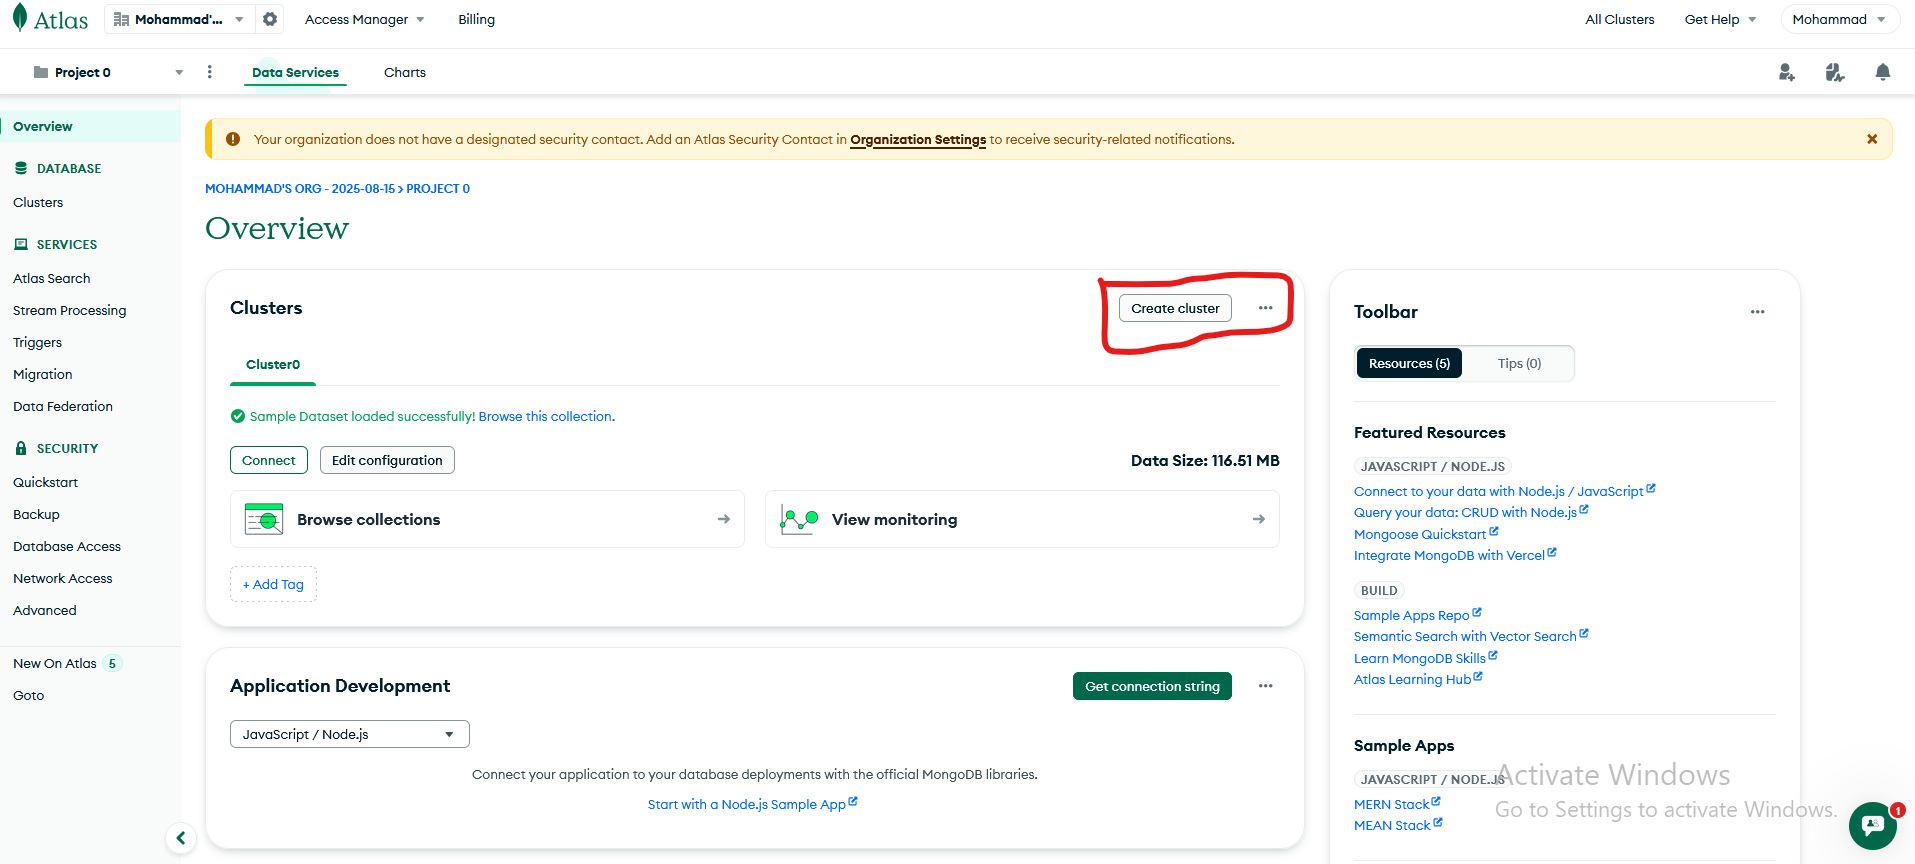 Atlas
Mohammad'...
Access Manager
Billing
All Clusters
Get Help
Mohammad
Project 0
Data Services
Charts
Overview
DATABASE
Clusters
SERVICES
Atlas Search
Stream Processing
Triggers
Migration
Data Federation
SECURITY
Quickstart
Backup
Database Access
Network Access
Advanced
New On Atlas 5
Goto
Your organization does not have a designated security contact. Add an Atlas Security Contact in Organization Settings to receive security-related notifications.
MOHAMMAD'S ORG - 2025-08-15 > PROJECT 0
Overview
Clusters
Create cluster
Cluster0
Sample Dataset loaded successfully! Browse this collection.
Connect
Edit configuration
Data Size: 116.51 MB
Browse collections
View monitoring
+ Add Tag
Application Development
Get connection string
JavaScript / Node.js
Connect your application to your database deployments with the official MongoDB libraries.
Start with a Node.js Sample App
Toolbar
Resources (5)
Tips (0)
Featured Resources
JAVASCRIPT / NODE.JS
Connect to your data with Node.js / JavaScript
Query your data: CRUD with Node.js
Mongoose Quickstart
Integrate MongoDB with Vercel
BUILD
Sample Apps Repo
Semantic Search with Vector Search
Learn MongoDB Skills
Atlas Learning Hub
Sample Apps
JAVASCRIPT / NODE.JS
MERN Stack
MEAN Stack
Activate Windows
Go to Settings to activate Windows.
1